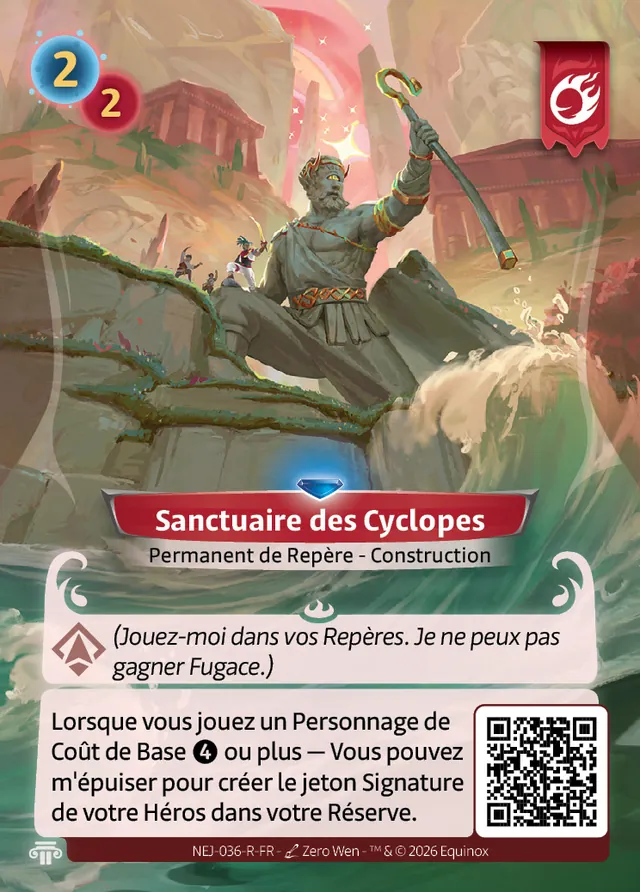 2
2
Sanctuaire des Cyclopes
Permanent de Repère - Construction
(Jouez-moi dans vos Repères. Je ne peux pas
gagner Fugace.)
Lorsque vous jouez un Personnage de
Coût de Base 4 ou plus — Vous pouvez
m'épuiser pour créer le jeton Signature
de votre Héros dans votre Réserve.
NEJ-036-R-FR - Zero Wen - ™ & © 2026 Equinox